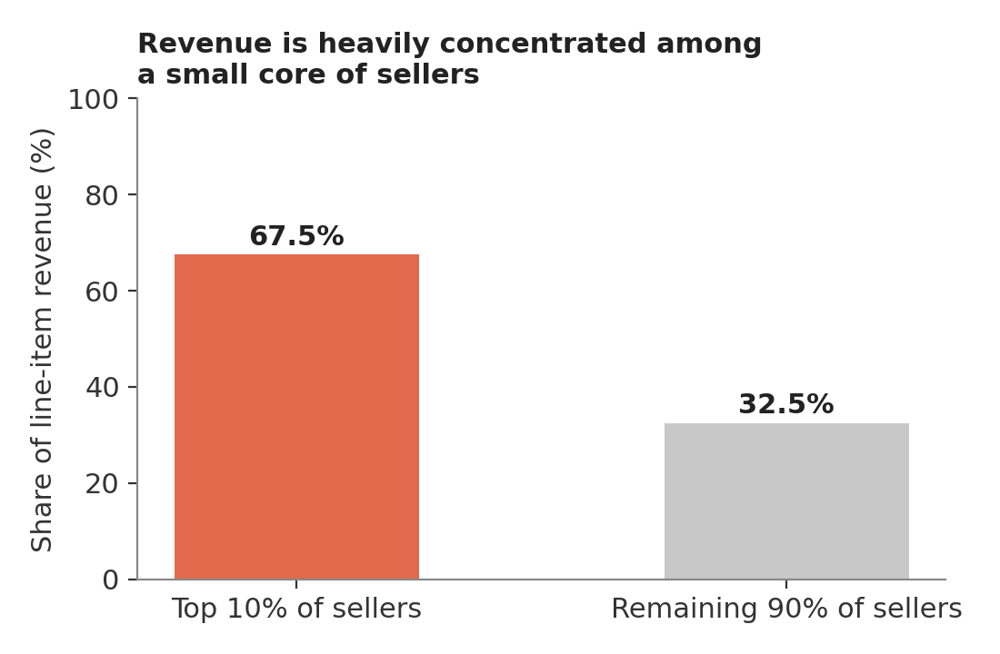 Revenue is heavily concentrated among
a small core of sellers
Share of line-item revenue (%)
100
80
60
40
20
0
67.5%
32.5%
Top 10% of sellers
Remaining 90% of sellers